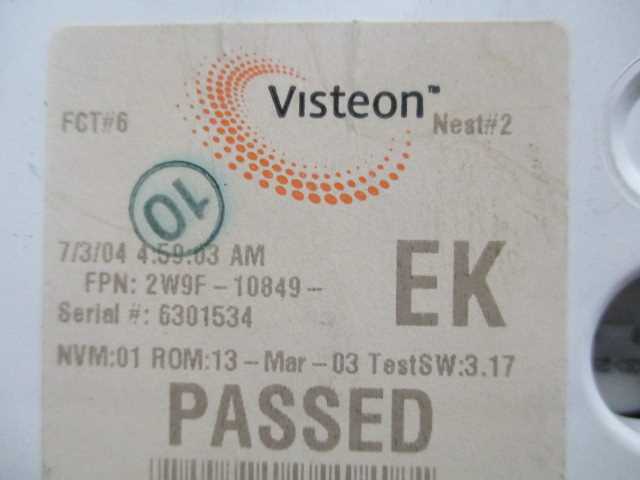 Visteon™
FCT#6
Nest#2
10
7/3/04 4:59:03 AM
FPN: 2W9F-10849-
EK
Serial #: 6301534
NVM:01 ROM:13-Mar-03 TestSW:3.17
PASSED